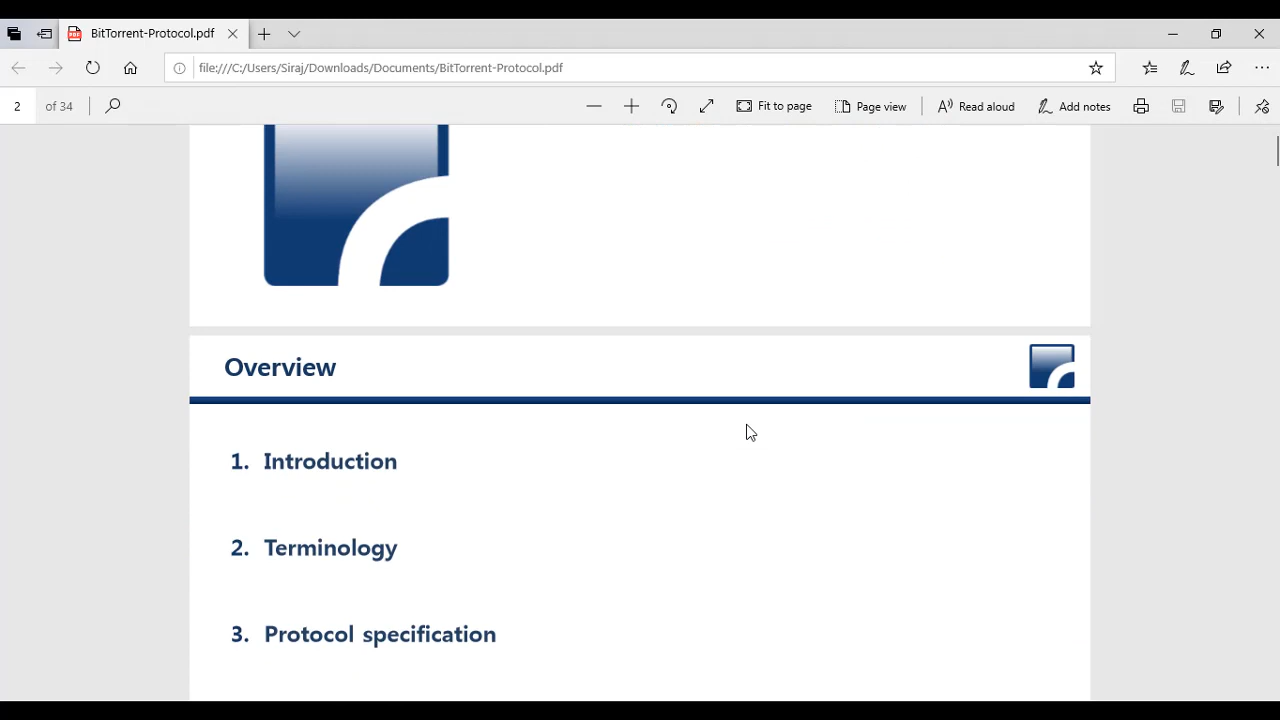 BitTorrent-Protocol.pdf
file:///C:/Users/Siraj/Downloads/Documents/BitTorrent-Protocol.pdf
2 of 34 Fit to page Page view Read aloud Add notes
Overview
1. Introduction
2. Terminology
3. Protocol specification